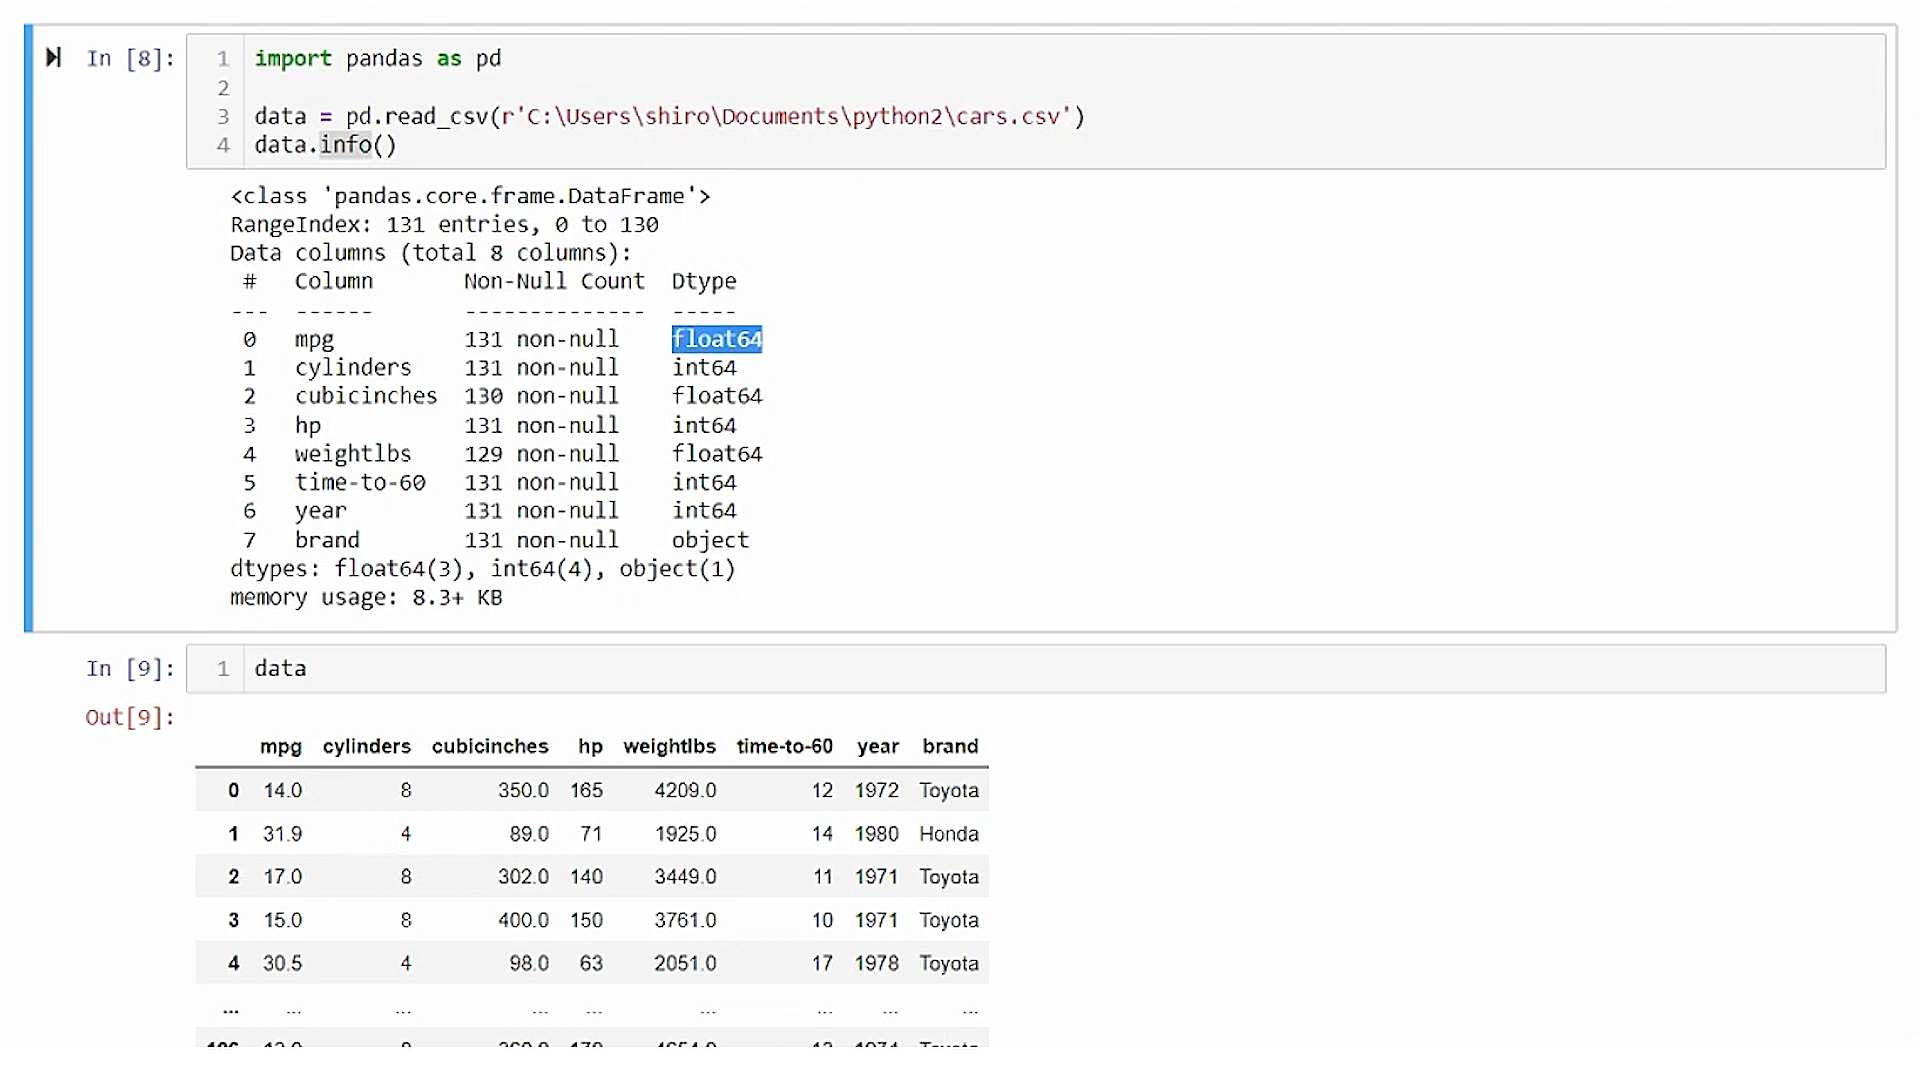 In [8]:
1 import pandas as pd
2
3 data = pd.read_csv(r'C:\Users\shiro\Documents\python2\cars.csv')
4 data.info()
<class 'pandas.core.frame.DataFrame'>
RangeIndex: 131 entries, 0 to 130
Data columns (total 8 columns):
# Column Non-Null Count Dtype
--- ------ -------------- -----
0 mpg 131 non-null float64
1 cylinders 131 non-null int64
2 cubicinches 130 non-null float64
3 hp 131 non-null int64
4 weightlbs 129 non-null float64
5 time-to-60 131 non-null int64
6 year 131 non-null int64
7 brand 131 non-null object
dtypes: float64(3), int64(4), object(1)
memory usage: 8.3+ KB
In [9]:
1 data
Out[9]:
mpg cylinders cubicinches hp weightlbs time-to-60 year brand
0 14.0 8 350.0 165 4209.0 12 1972 Toyota
1 31.9 4 89.0 71 1925.0 14 1980 Honda
2 17.0 8 302.0 140 3449.0 11 1971 Toyota
3 15.0 8 400.0 150 3761.0 10 1971 Toyota
4 30.5 4 98.0 63 2051.0 17 1978 Toyota
... ... ... ... ... ... ... ... ...